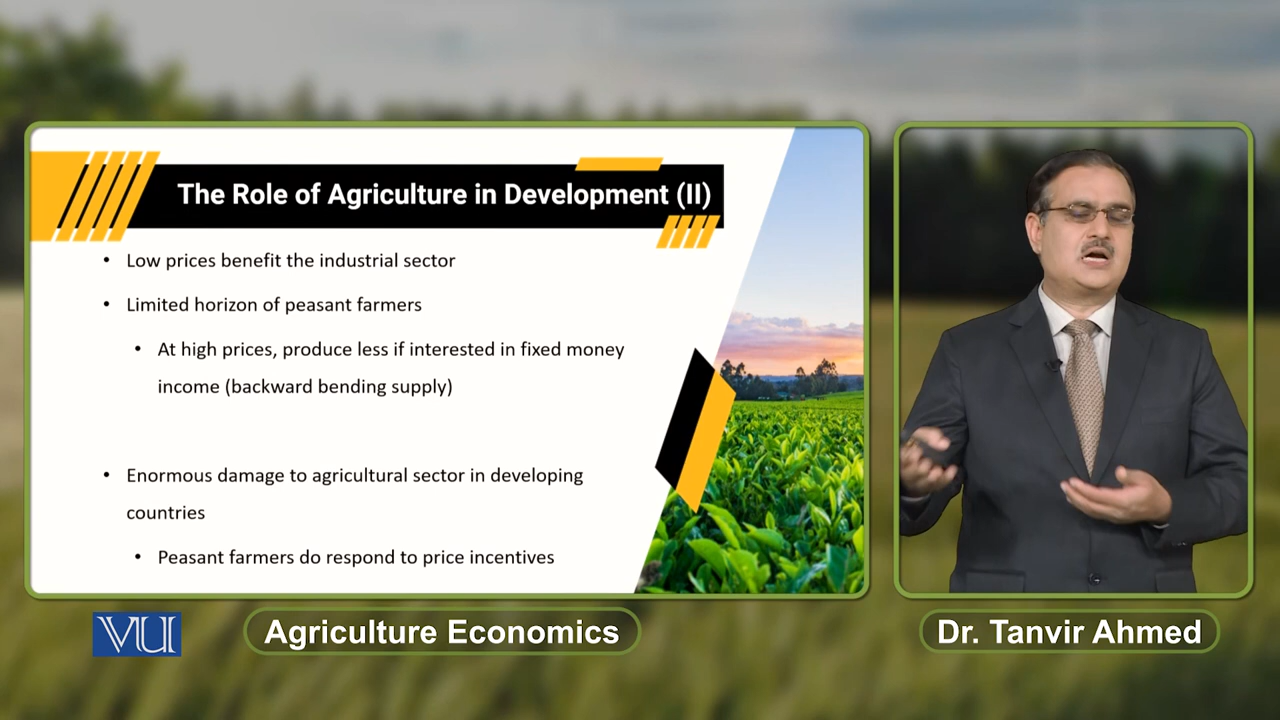 The Role of Agriculture in Development (II)
• Low prices benefit the industrial sector
• Limited horizon of peasant farmers
• At high prices, produce less if interested in fixed money
income (backward bending supply)
• Enormous damage to agricultural sector in developing
countries
• Peasant farmers do respond to price incentives
VU
Agriculture Economics
Dr. Tanvir Ahmed